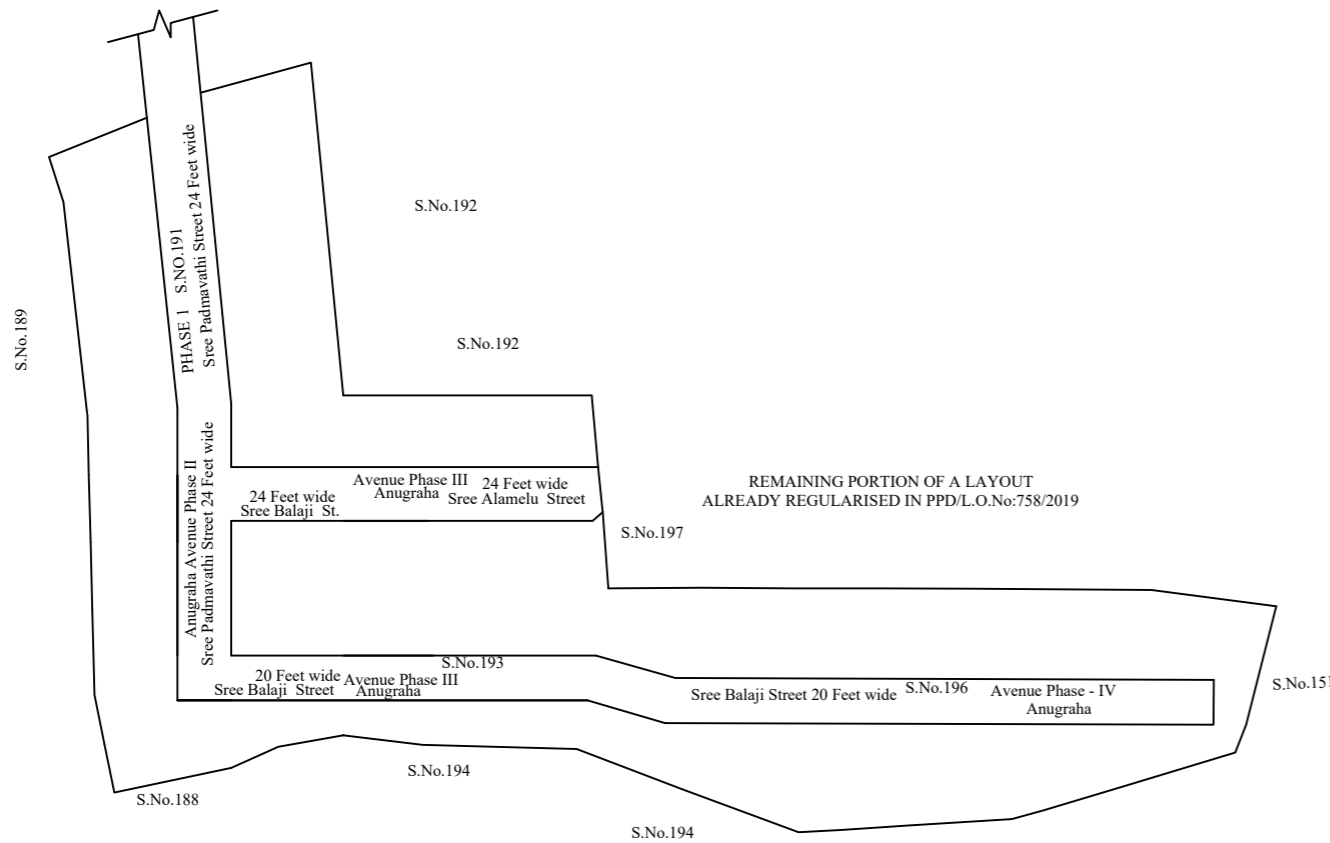 S.No.192
S.No.189
PHASE 1 S.NO.191
Sree Padmavathi Street 24 Feet wide
S.No.192
Anugraha Avenue Phase II
Sree Padmavathi Street 24 Feet wide
24 Feet wide
Sree Balaji St.
Avenue Phase III
Anugraha
24 Feet wide
Sree Alamelu Street
REMAINING PORTION OF A LAYOUT
ALREADY REGULARISED IN PPD/L.O.No:758/2019
S.No.197
S.No.193
20 Feet wide
Sree Balaji Street
Avenue Phase III
Anugraha
Sree Balaji Street 20 Feet wide
S.No.196
Avenue Phase - IV
Anugraha
S.No.151
S.No.188
S.No.194
S.No.194